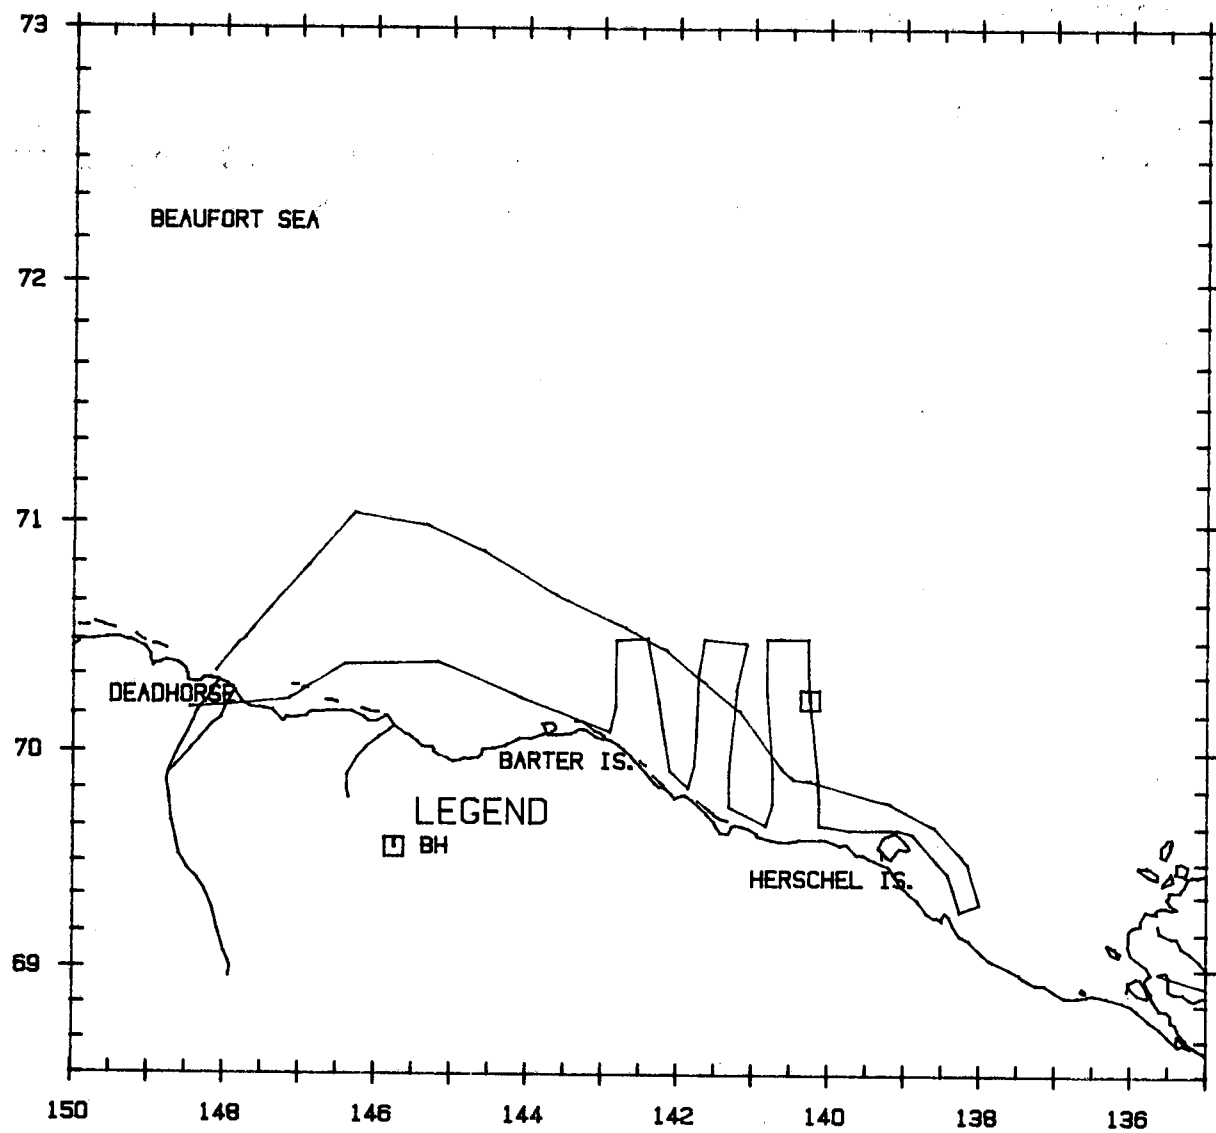 73
BEAUFORT SEA
72
71
DEADHORSE
70
BARTER IS.
LEGEND
BH
HERSCHEL IS.
69
150 148 146 144 142 140 138 136